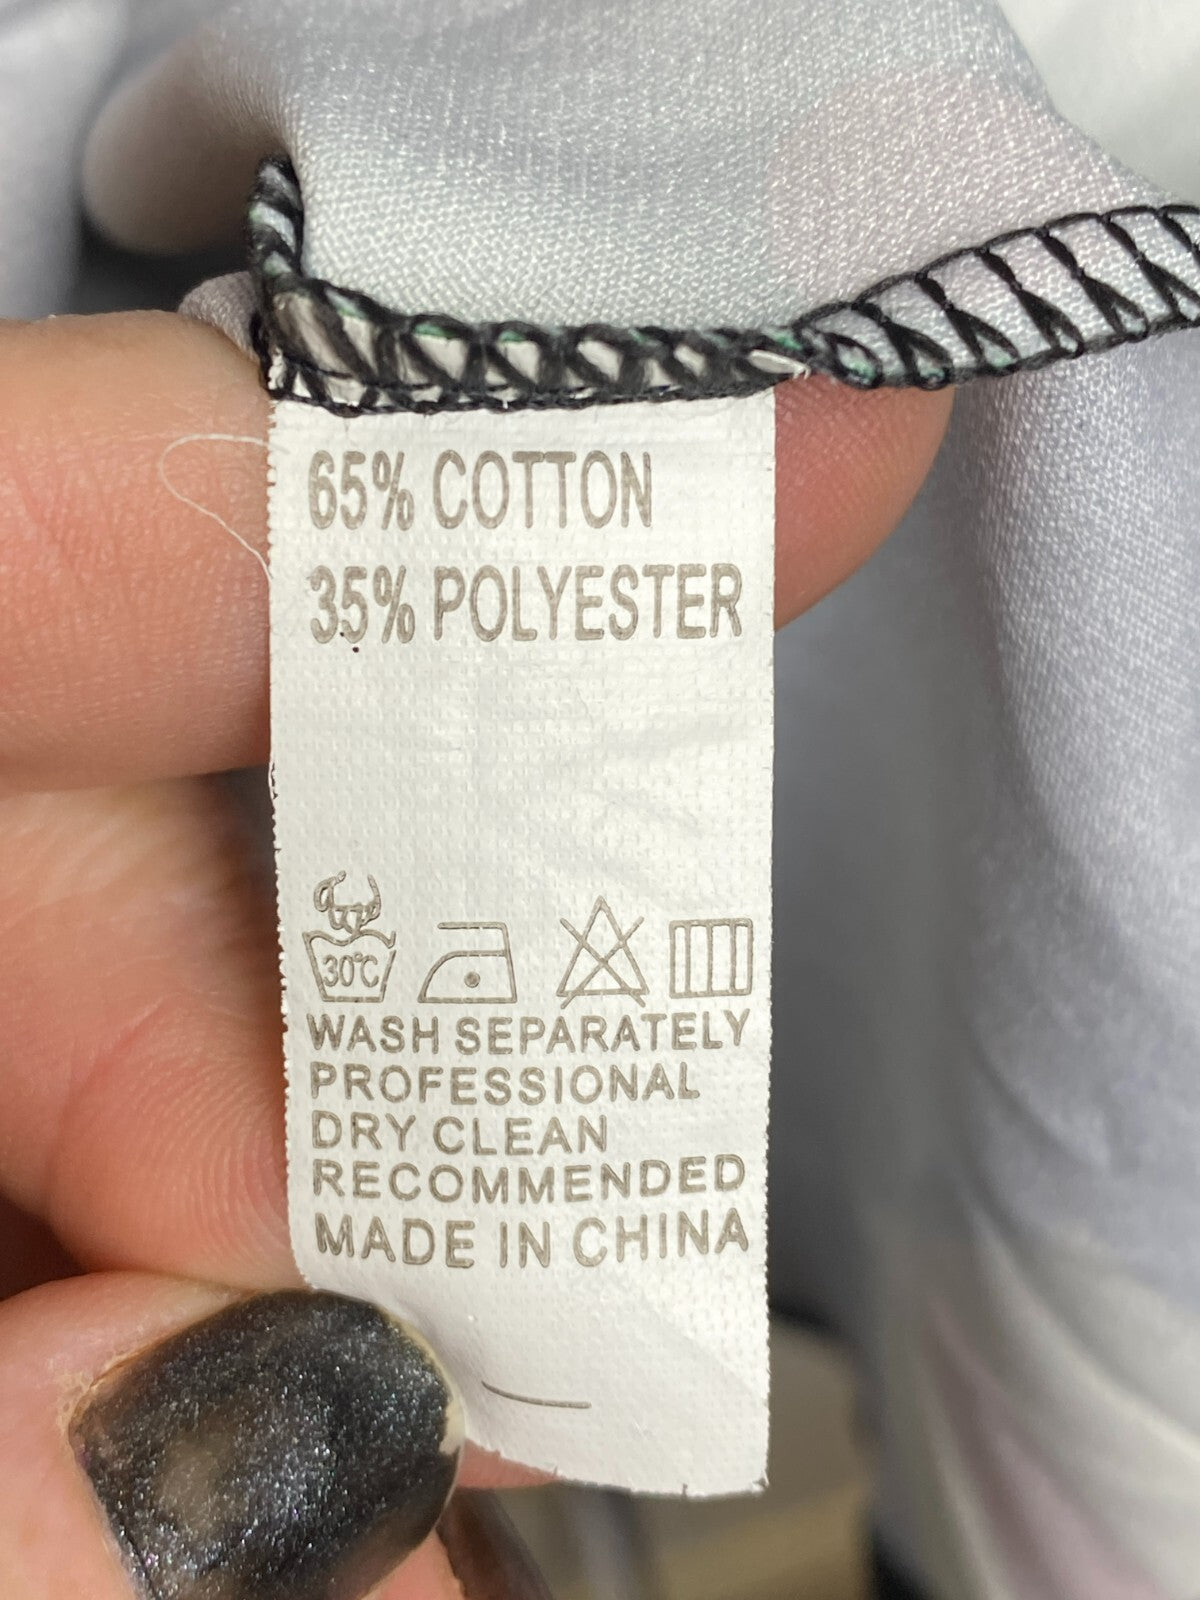 65% COTTON
35% POLYESTER
30°C
WASH SEPARATELY
PROFESSIONAL
DRY CLEAN
RECOMMENDED
MADE IN CHINA